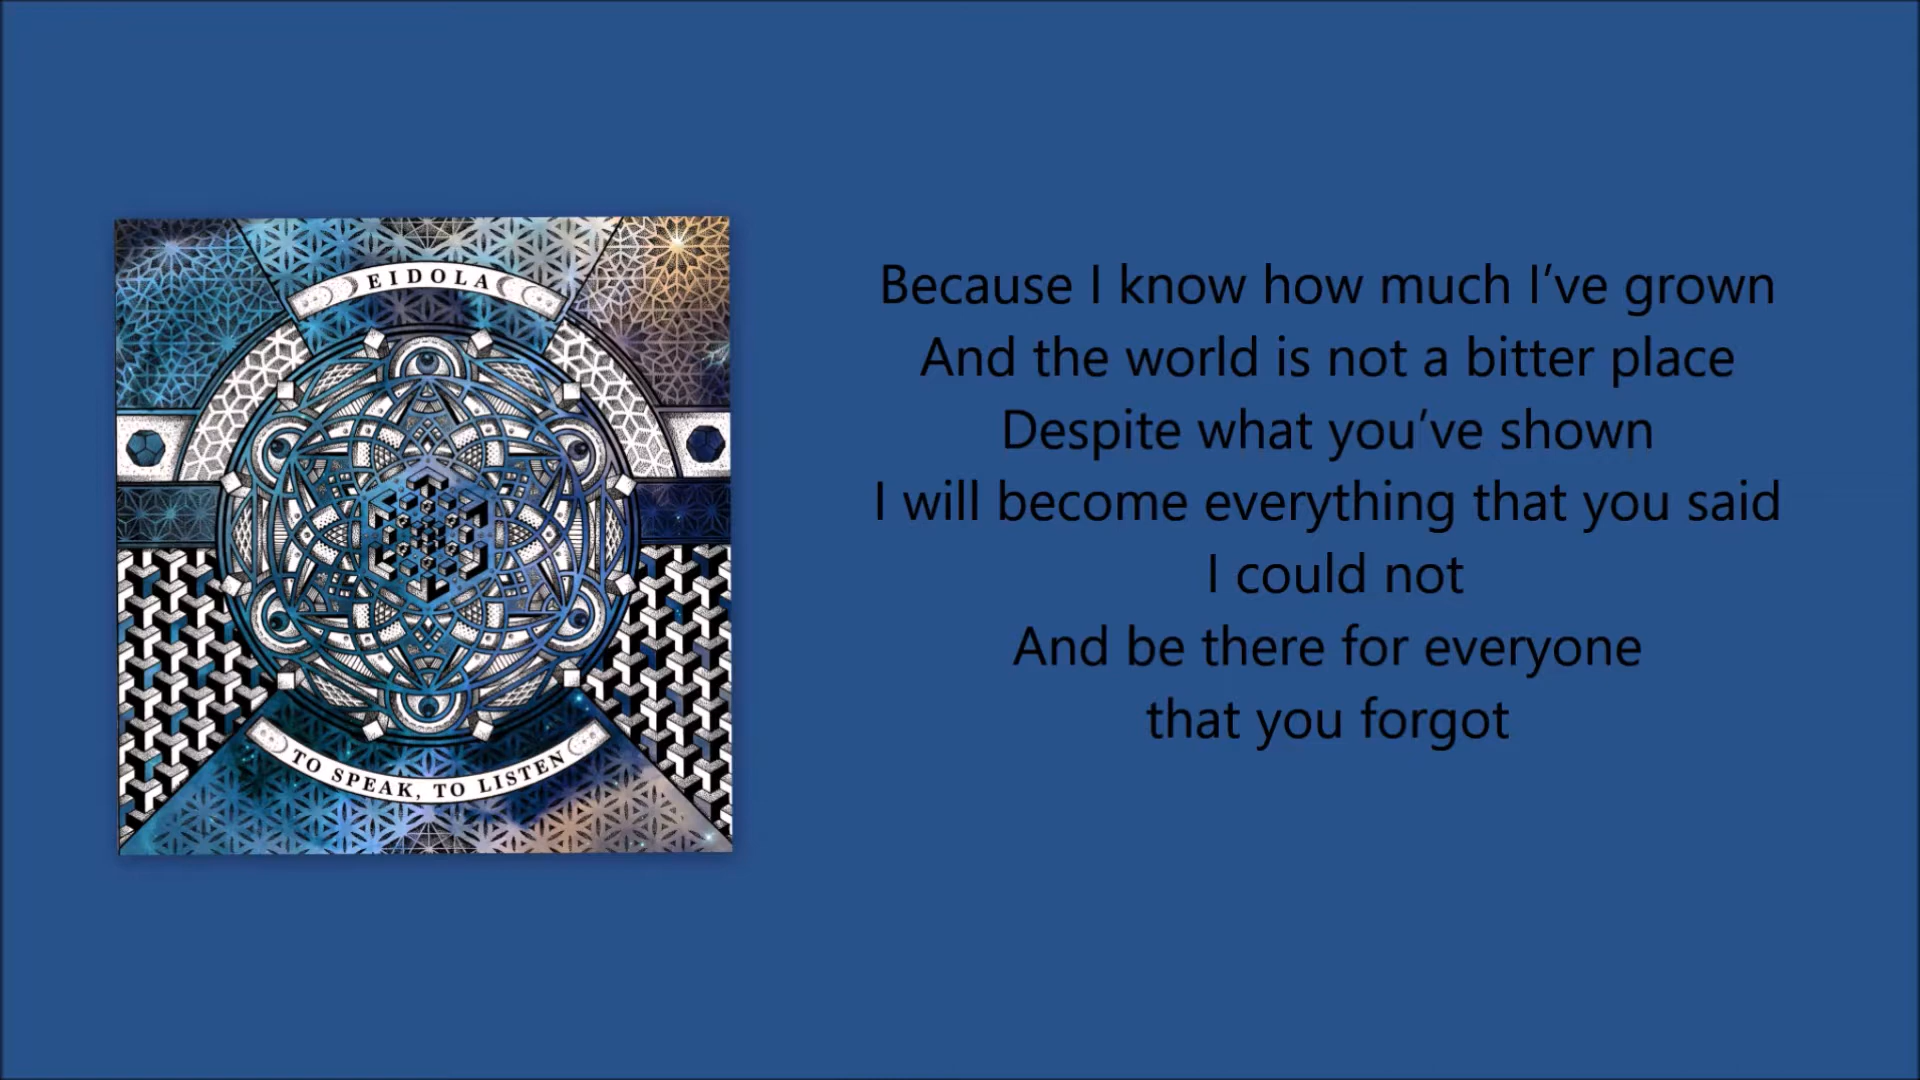 EIDOLA
TO SPEAK, TO LISTEN
Because I know how much I’ve grown
And the world is not a bitter place
Despite what you’ve shown
I will become everything that you said
I could not
And be there for everyone
that you forgot